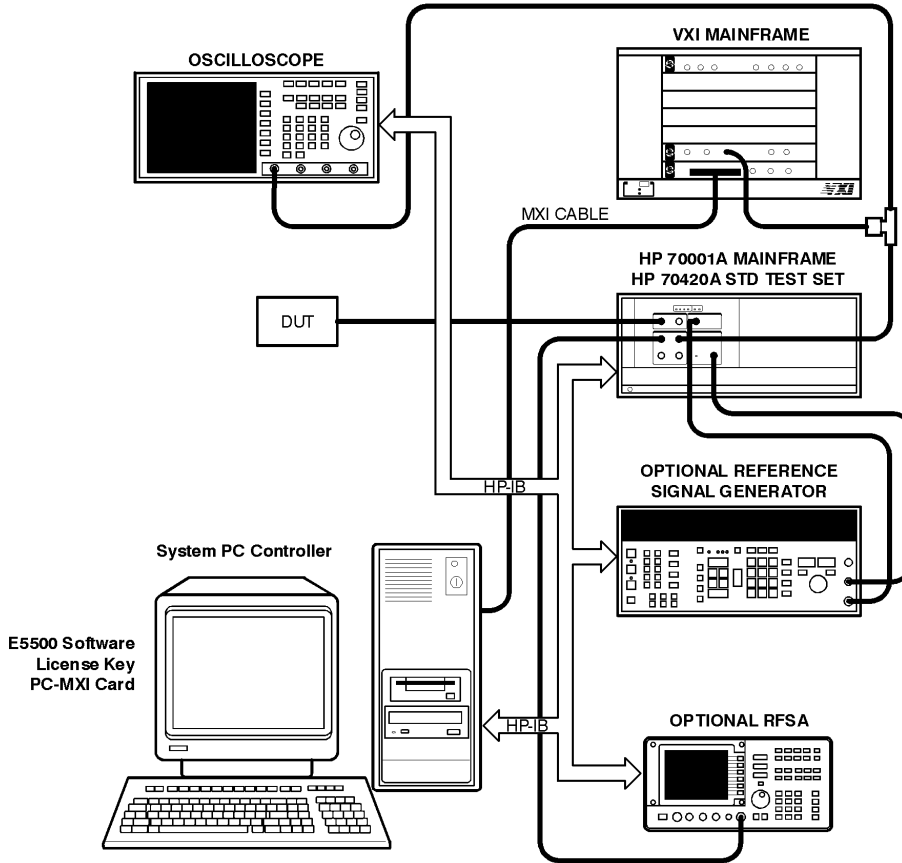 OSCILLOSCOPE
VXI MAINFRAME
VXI
MXI CABLE
HP 70001A MAINFRAME
HP 70420A STD TEST SET
DUT
HP-IB
OPTIONAL REFERENCE
SIGNAL GENERATOR
System PC Controller
E5500 Software
License Key
PC-MXI Card
HP-IB
OPTIONAL RFSA